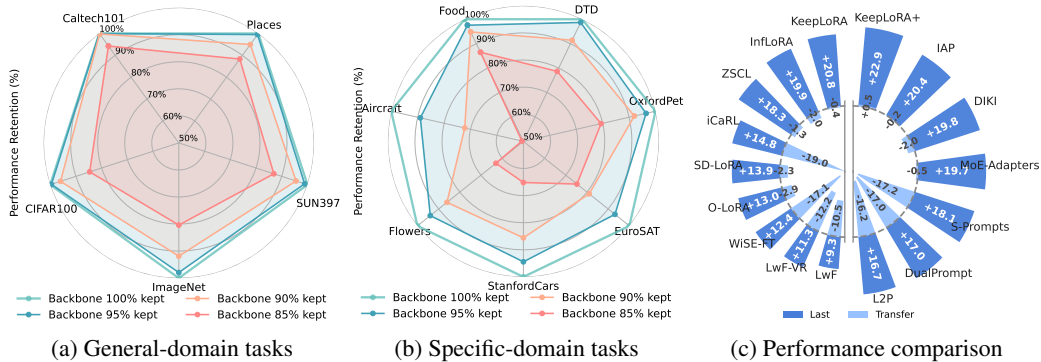 Performance Retention (%)
Caltech101
Places
SUN397
ImageNet
CIFAR100
100%
90%
80%
70%
60%
50%
Backbone 100% kept
Backbone 95% kept
Backbone 90% kept
Backbone 85% kept
(a) General-domain tasks
Performance Retention (%)
Food
DTD
OxfordPet
EuroSAT
StanfordCars
Flowers
Aircraft
100%
90%
80%
70%
60%
50%
Backbone 100% kept
Backbone 95% kept
Backbone 90% kept
Backbone 85% kept
(b) Specific-domain tasks
KeepLoRA +20.8 -0.4
KeepLoRA+ +22.9 +0.5
InfLoRA +19.9 -2.0
IAP +20.4 -0.2
ZSCL +18.3 -1.3
DIKI +19.8 -2.0
iCaRL +14.8 -19.0
MoE-Adapters +19.7 -0.5
SD-LoRA +13.9 -2.3
S-Prompts +18.1 -17.2
O-LoRA +13.0 -2.9
DualPrompt +17.0 -17.0
WiSE-FT +12.4 -17.1
L2P +16.7 -16.2
LwF-VR +11.3 -12.2
LwF +9.3 -10.5
Last
Transfer
(c) Performance comparison